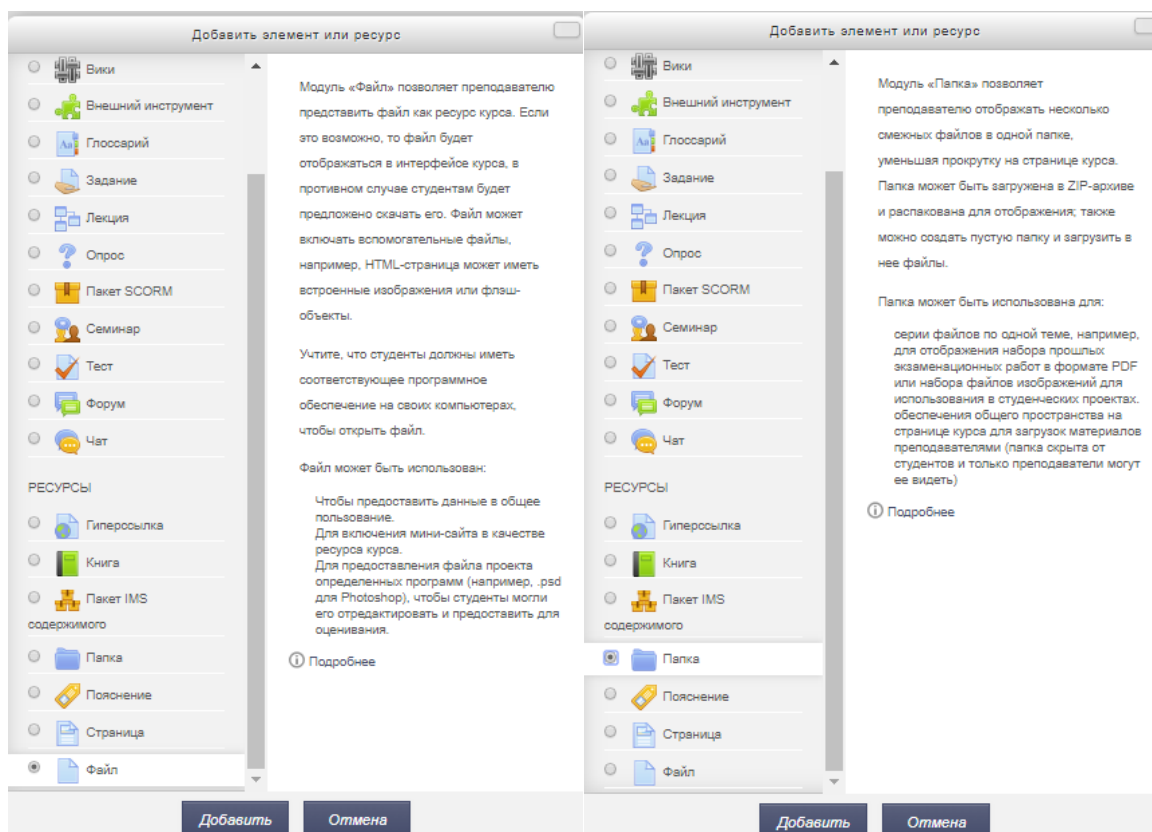 Добавить элемент или ресурс
Вики
Внешний инструмент
Глоссарий
Задание
Лекция
Опрос
Пакет SCORM
Семинар
Тест
Форум
Чат
РЕСУРСЫ
Гиперссылка
Книга
Пакет IMS
содержимого
Папка
Пояснение
Страница
Файл
Модуль «Файл» позволяет преподавателю
представить файл как ресурс курса. Если
это возможно, то файл будет
отображаться в интерфейсе курса, в
противном случае студентам будет
предложено скачать его. Файл может
включать вспомогательные файлы,
например, HTML-страница может иметь
встроенные изображения или флэш-
объекты.
Учтите, что студенты должны иметь
соответствующее программное
обеспечение на своих компьютерах,
чтобы открыть файл.
Файл может быть использован:
Чтобы предоставить данные в общее
пользование.
Для включения мини-сайта в качестве
ресурса курса.
Для предоставления файла проекта
определенных программ (например, .psd
для Photoshop), чтобы студенты могли
его отредактировать и предоставить для
оценивания.
Подробнее
Добавить
Отмена
Добавить элемент или ресурс
Вики
Внешний инструмент
Глоссарий
Задание
Лекция
Опрос
Пакет SCORM
Семинар
Тест
Форум
Чат
РЕСУРСЫ
Гиперссылка
Книга
Пакет IMS
содержимого
Папка
Пояснение
Страница
Файл
Модуль «Папка» позволяет
преподавателю отображать несколько
смежных файлов в одной папке,
уменьшая прокрутку на странице курса.
Папка может быть загружена в ZIP-архиве
и распакована для отображения; также
можно создать пустую папку и загрузить в
нее файлы.
Папка может быть использована для:
серии файлов по одной теме, например,
для отображения набора прошлых
экзаменационных работ в формате PDF
или набора файлов изображений для
использования в студенческих проектах.
обеспечения общего пространства на
странице курса для загрузок материалов
преподавателями (папка скрыта от
студентов и только преподаватели могут
ее видеть)
Подробнее
Добавить
Отмена